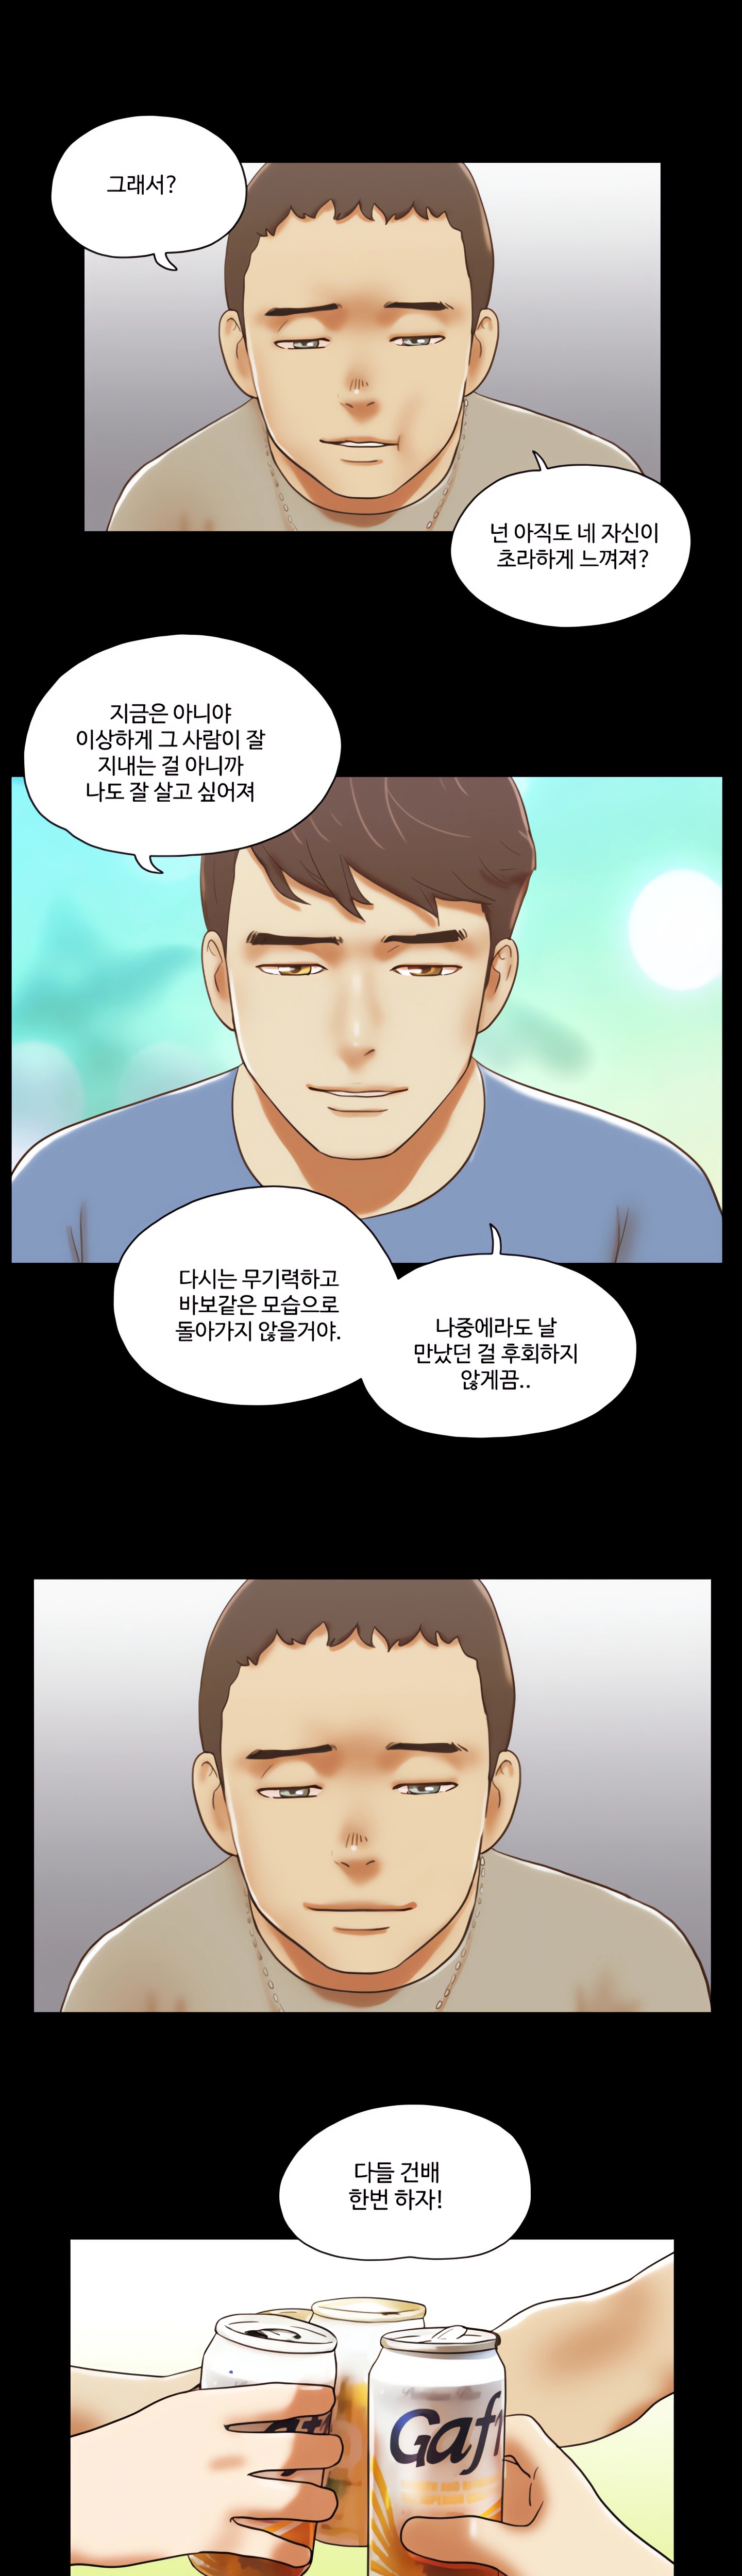 그래서?
넌 아직도 네 자신이
초라하게 느껴져?
지금은 아니야
이상하게 그 사람이 잘
지내는 걸 아니까
나도 잘 살고 싶어져
다시는 무기력하고
바보같은 모습으로
돌아가지 않을거야.
나중에라도 날
만났던 걸 후회하지
않게끔..
다들 건배
한번 하자!
Gaf